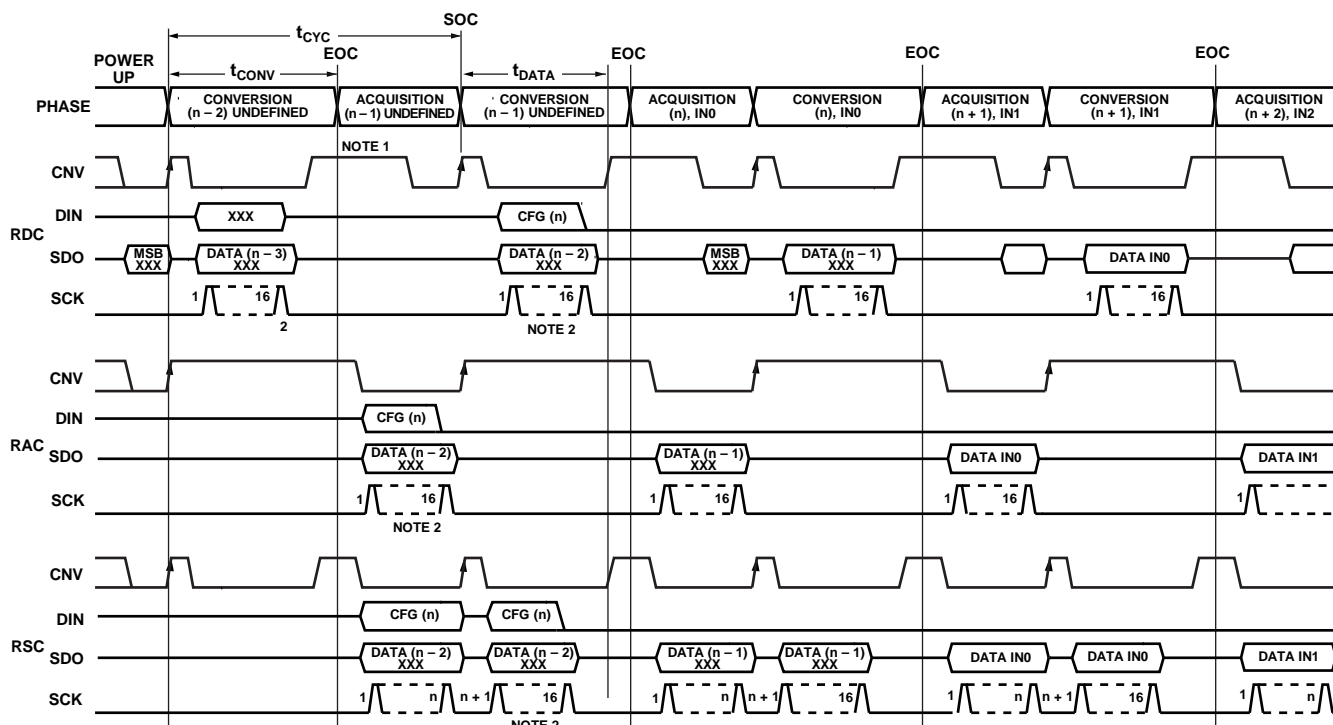 SOC
tCYC
POWER
UP
EOC
EOC
EOC
EOC
tCONV
tDATA
PHASE
CONVERSION
(n – 2) UNDEFINED
ACQUISITION
(n – 1) UNDEFINED
CONVERSION
(n – 1) UNDEFINED
ACQUISITION
(n), IN0
CONVERSION
(n), IN0
ACQUISITION
(n + 1), IN1
CONVERSION
(n + 1), IN1
ACQUISITION
(n + 2), IN2
NOTE 1
CNV
DIN
XXX
CFG (n)
RDC
SDO
MSB
XXX
DATA (n – 3)
XXX
DATA (n – 2)
XXX
MSB
XXX
DATA (n – 1)
XXX
DATA IN0
SCK
1
16
1
16
1
16
1
16
2
NOTE 2
CNV
DIN
CFG (n)
RAC
SDO
DATA (n – 2)
XXX
DATA (n – 1)
XXX
DATA IN0
DATA IN1
SCK
1
16
1
16
1
16
1
NOTE 2
CNV
DIN
CFG (n)
CFG (n)
RSC
SDO
DATA (n – 2)
XXX
DATA (n – 2)
XXX
DATA (n – 1)
XXX
DATA (n – 1)
XXX
DATA IN0
DATA IN0
DATA IN1
SCK
1
n
n + 1
16
1
n
n + 1
16
1
n
n + 1
16
1
n
NOTE 2